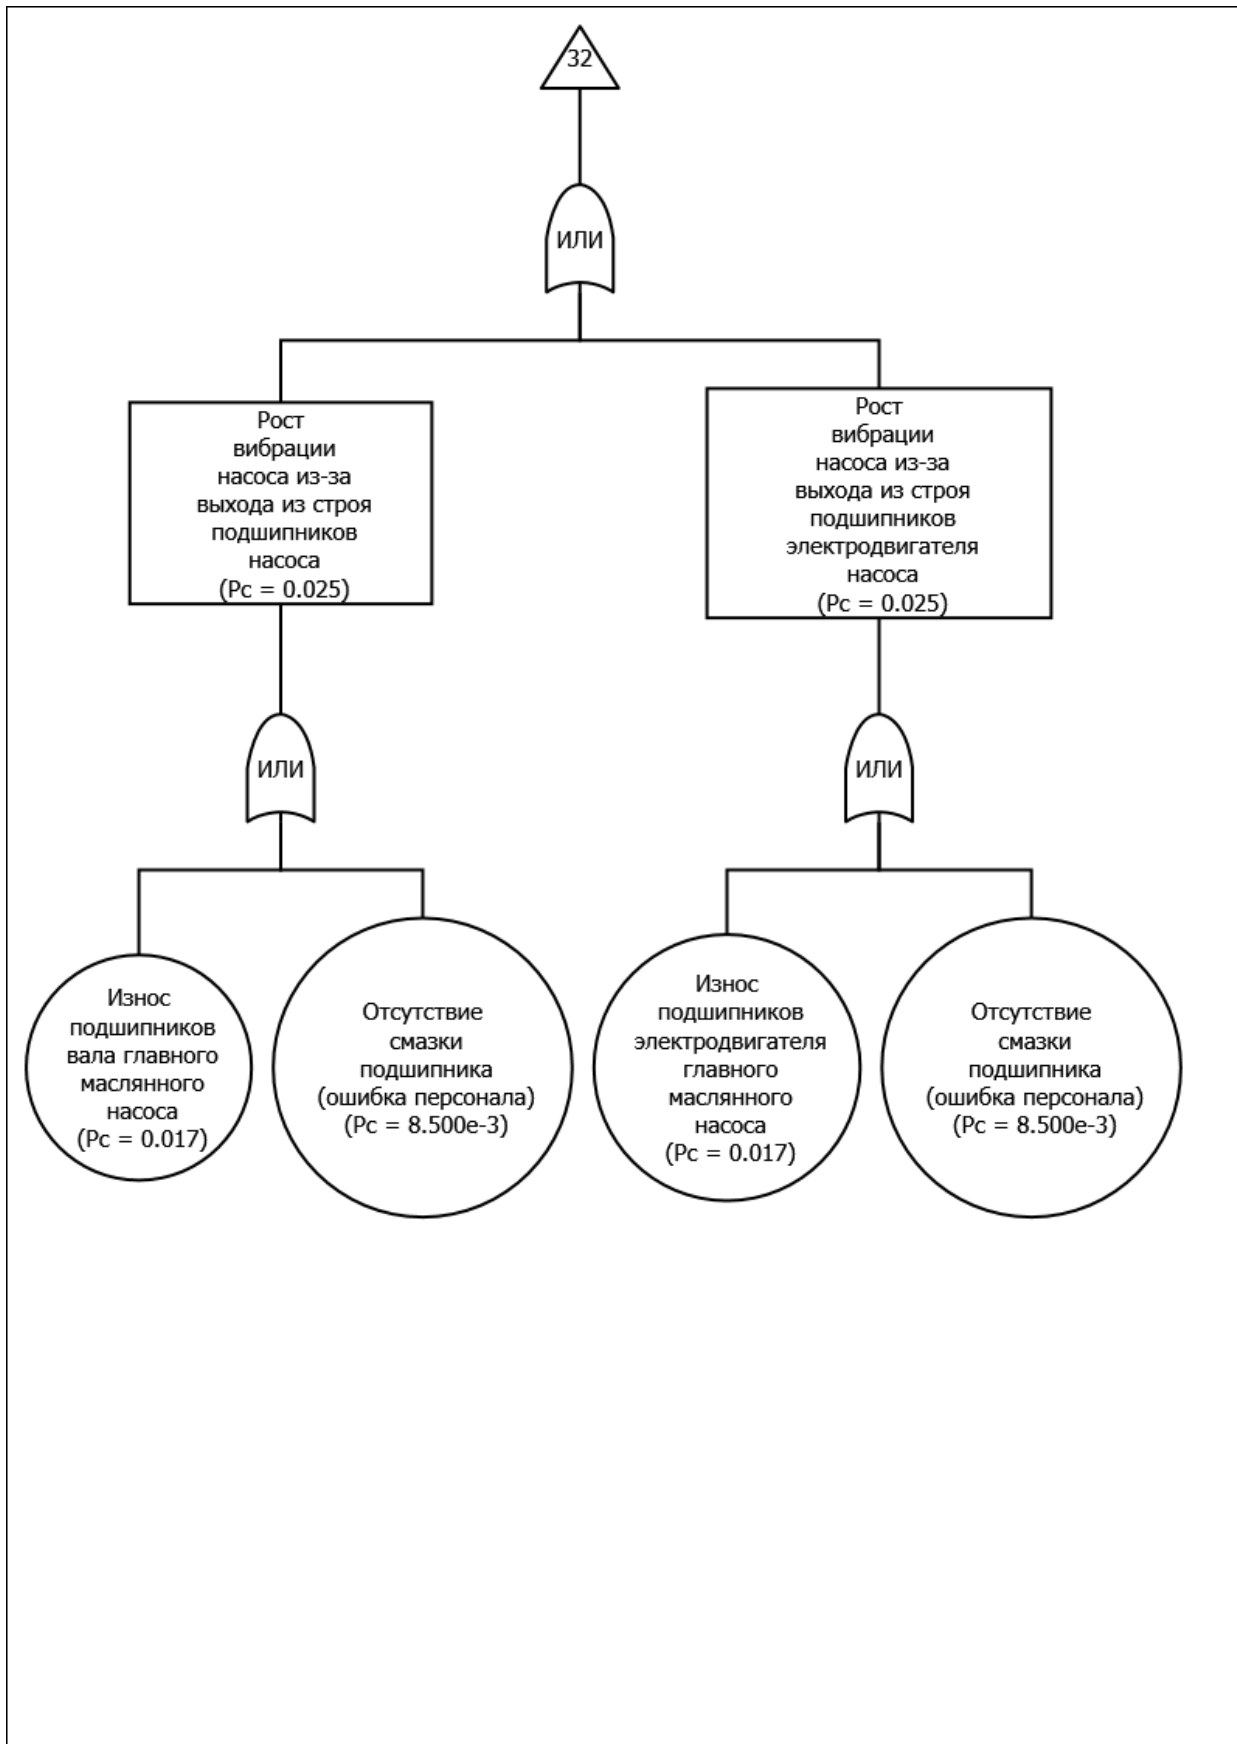 32
ИЛИ
Рост
вибрации
насоса из-за
выхода из строя
подшипников
насоса
(Pc = 0.025)
Рост
вибрации
насоса из-за
выхода из строя
подшипников
электродвигателя
насоса
(Pc = 0.025)
ИЛИ
ИЛИ
Износ
подшипников
вала главного
маслянного
насоса
(Pc = 0.017)
Отсутствие
смазки
подшипника
(ошибка персонала)
(Pc = 8.500e-3)
Износ
подшипников
электродвигателя
главного
маслянного
насоса
(Pc = 0.017)
Отсутствие
смазки
подшипника
(ошибка персонала)
(Pc = 8.500e-3)